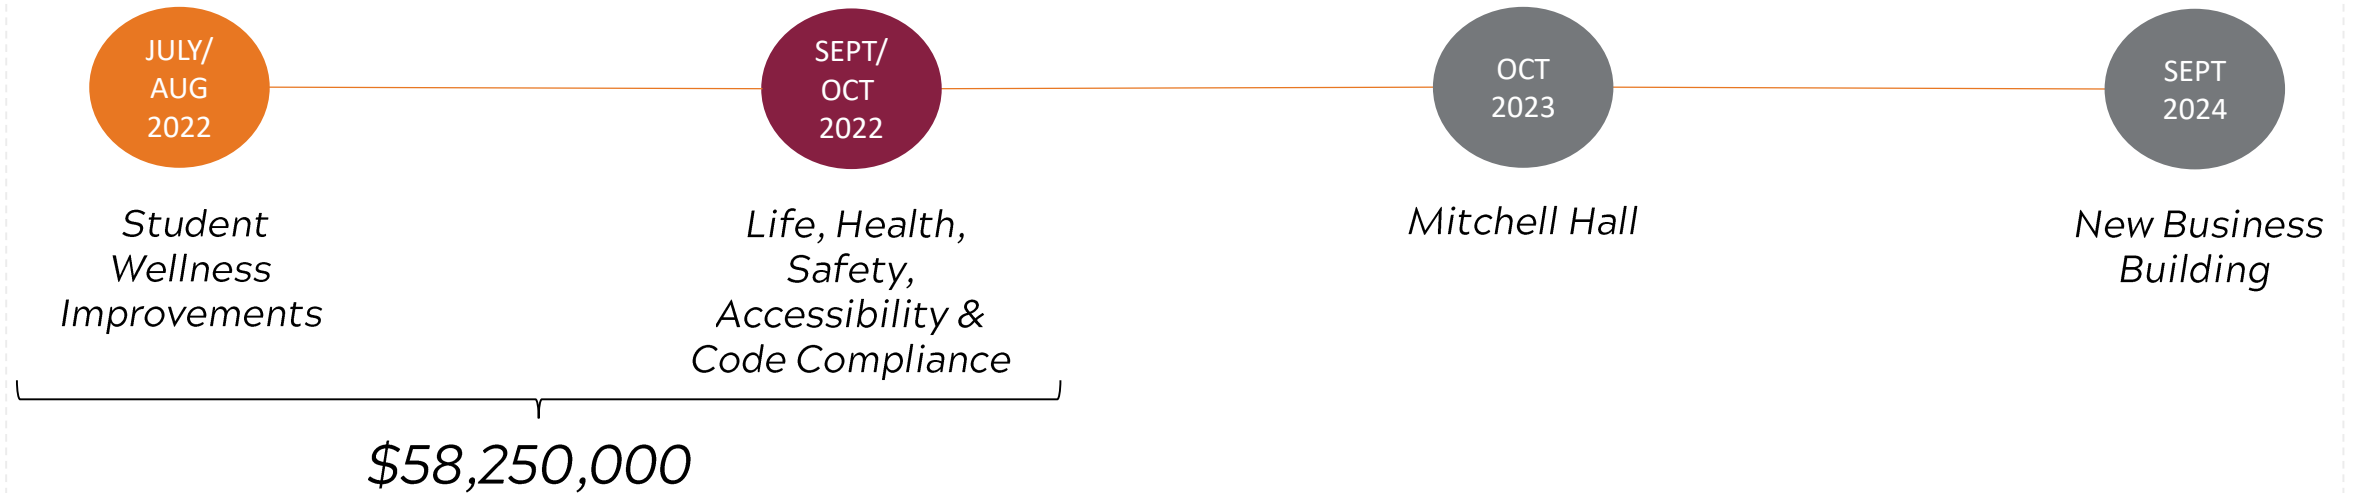 JULY/
AUG
2022
SEPT/
OCT
2022
OCT
2023
SEPT
2024
Student
Wellness
Improvements
Life, Health,
Safety,
Accessibility &
Code Compliance
Mitchell Hall
New Business
Building
$58,250,000